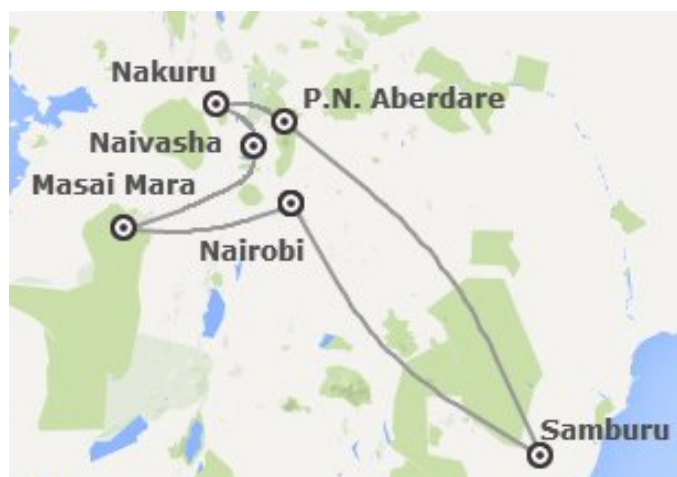 Nakuru
P.N. Aberdare
Naivasha
Masai Mara
Nairobi
Samburu